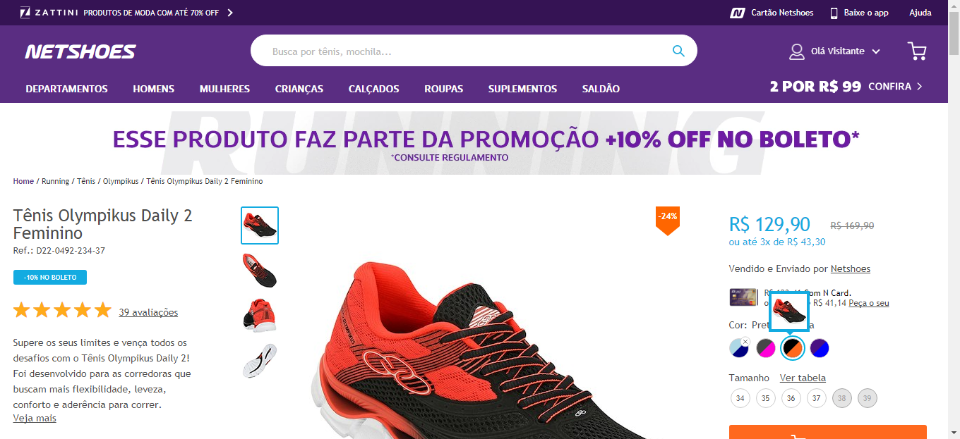 ZATTINI PRODUTOS DE MODA COM ATÉ 70% OFF
Cartão Netshoes
Baixe o app
Ajuda
NETSHOES
Busca por tênis, mochila...
Olá Visitante
DEPARTAMENTOS
HOMENS
MULHERES
CRIANÇAS
CALÇADOS
ROUPAS
SUPLEMENTOS
SALDÃO
2 POR R$ 99 CONFIRA
RUNNING
ESSE PRODUTO FAZ PARTE DA PROMOÇÃO +10% OFF NO BOLETO*
*CONSULTE REGULAMENTO
Home / Running / Tênis / Olympikus / Tênis Olympikus Daily 2 Feminino
Tênis Olympikus Daily 2
Feminino
Ref.: D22-0492-234-37
-10% NO BOLETO
39 avaliações
Supere os seus limites e vença todos os
desafios com o Tênis Olympikus Daily 2!
Foi desenvolvido para as corredoras que
buscam mais flexibilidade, leveza,
conforto e aderência para correr.
Veja mais
-24%
R$ 129,90 R$ 169,90
ou até 3x de R$ 43,30
Vendido e Enviado por Netshoes
N Card.
R$ 41,14 Peça o seu
Cor:
Tamanho Ver tabela
34 35 36 37 38 39